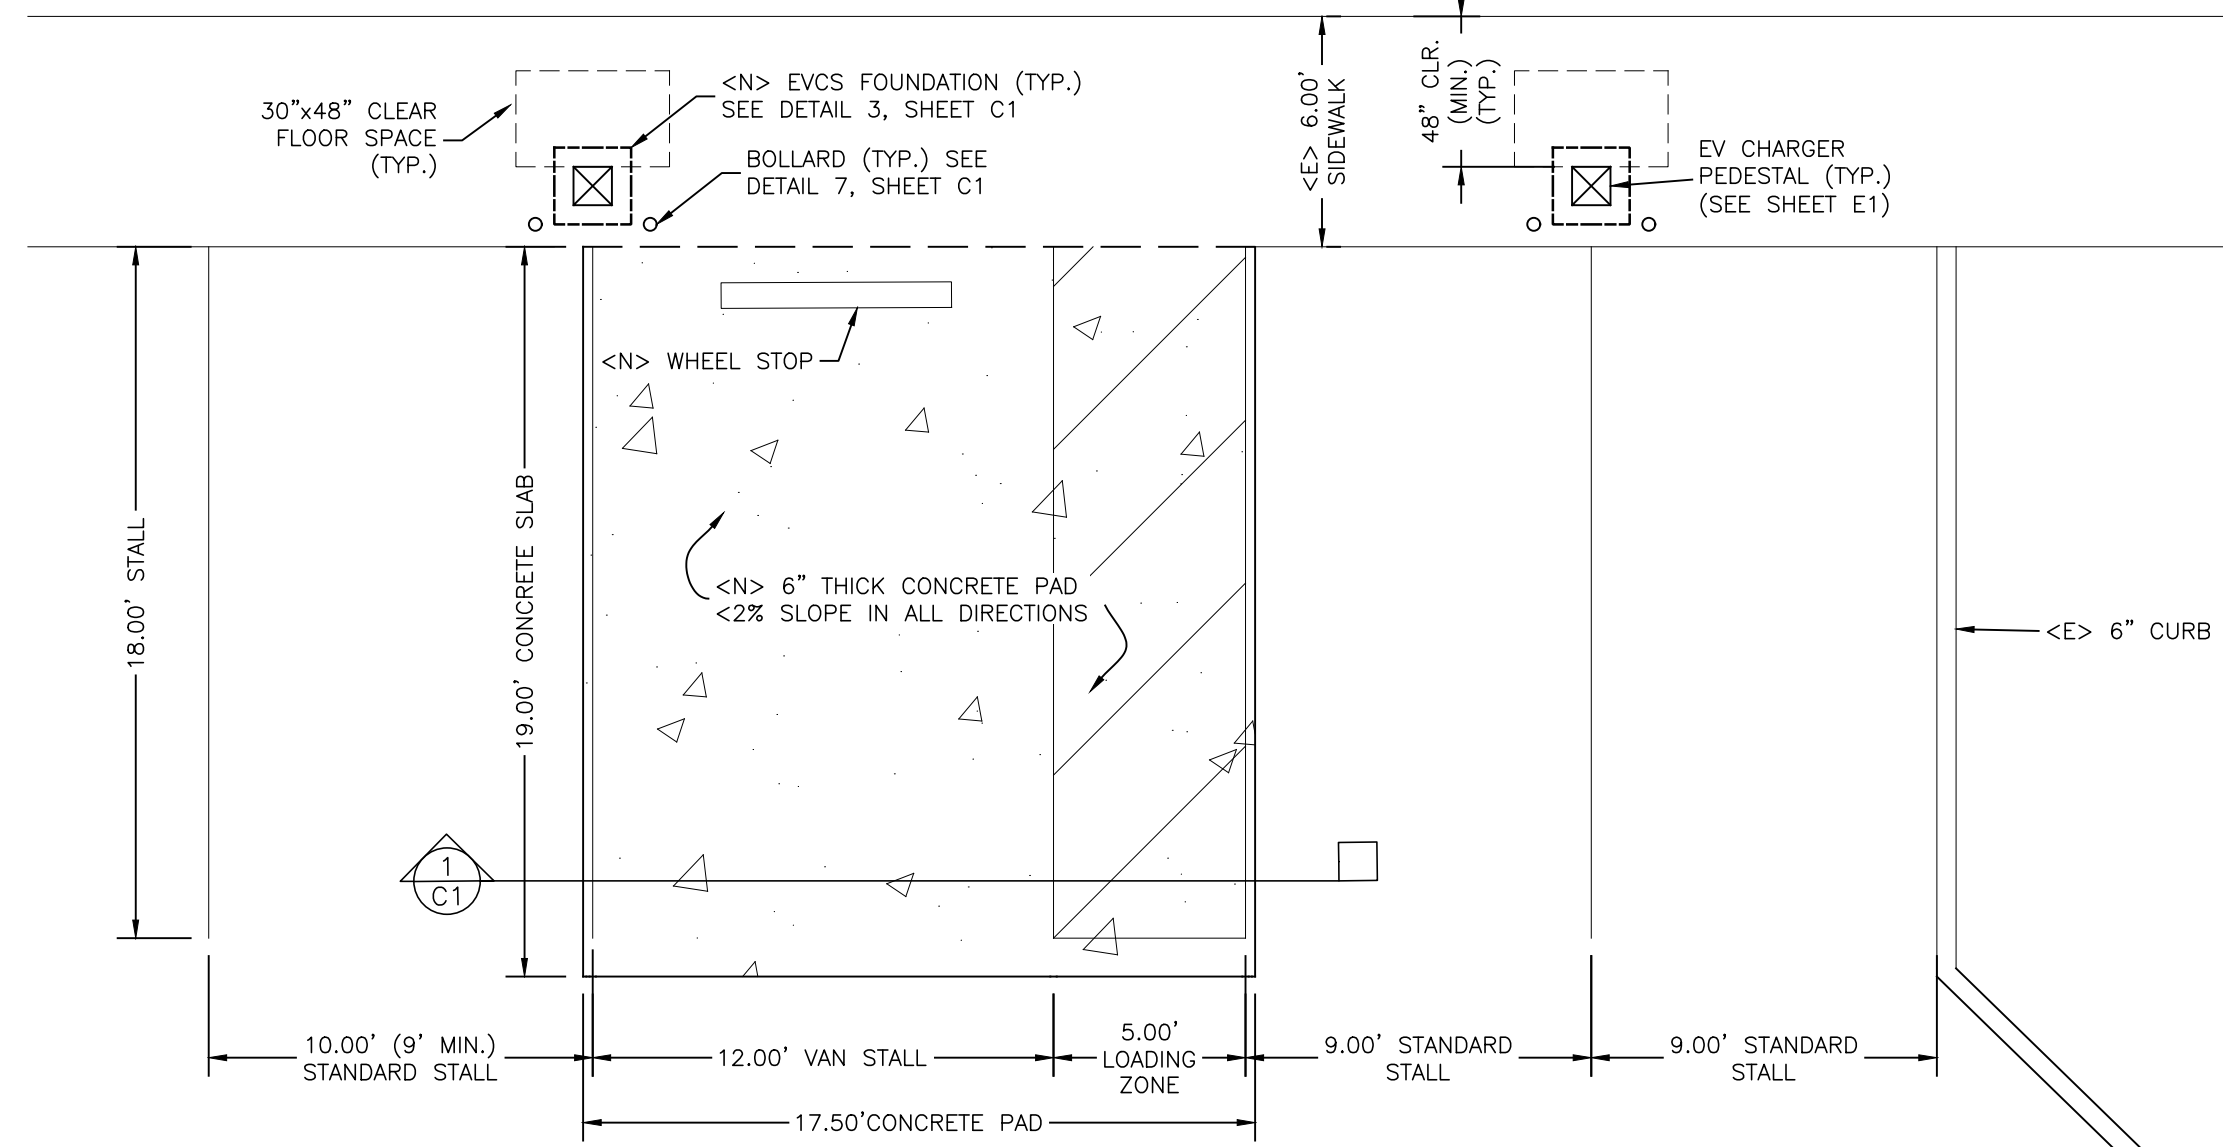 30"x48" CLEAR
FLOOR SPACE
(TYP.)
<N> EVCS FOUNDATION (TYP.)
SEE DETAIL 3, SHEET C1
BOLLARD (TYP.) SEE
DETAIL 7, SHEET C1
<E> 6.00'
SIDEWALK
48" CLR.
(MIN.)
(TYP.)
EV CHARGER
PEDESTAL (TYP.)
(SEE SHEET E1)
<N> WHEEL STOP
18.00' STALL
19.00' CONCRETE SLAB
<N> 6" THICK CONCRETE PAD
<2% SLOPE IN ALL DIRECTIONS
<E> 6" CURB
1
C1
10.00' (9' MIN.)
STANDARD STALL
12.00' VAN STALL
5.00'
LOADING
ZONE
9.00' STANDARD
STALL
9.00' STANDARD
STALL
17.50'CONCRETE PAD